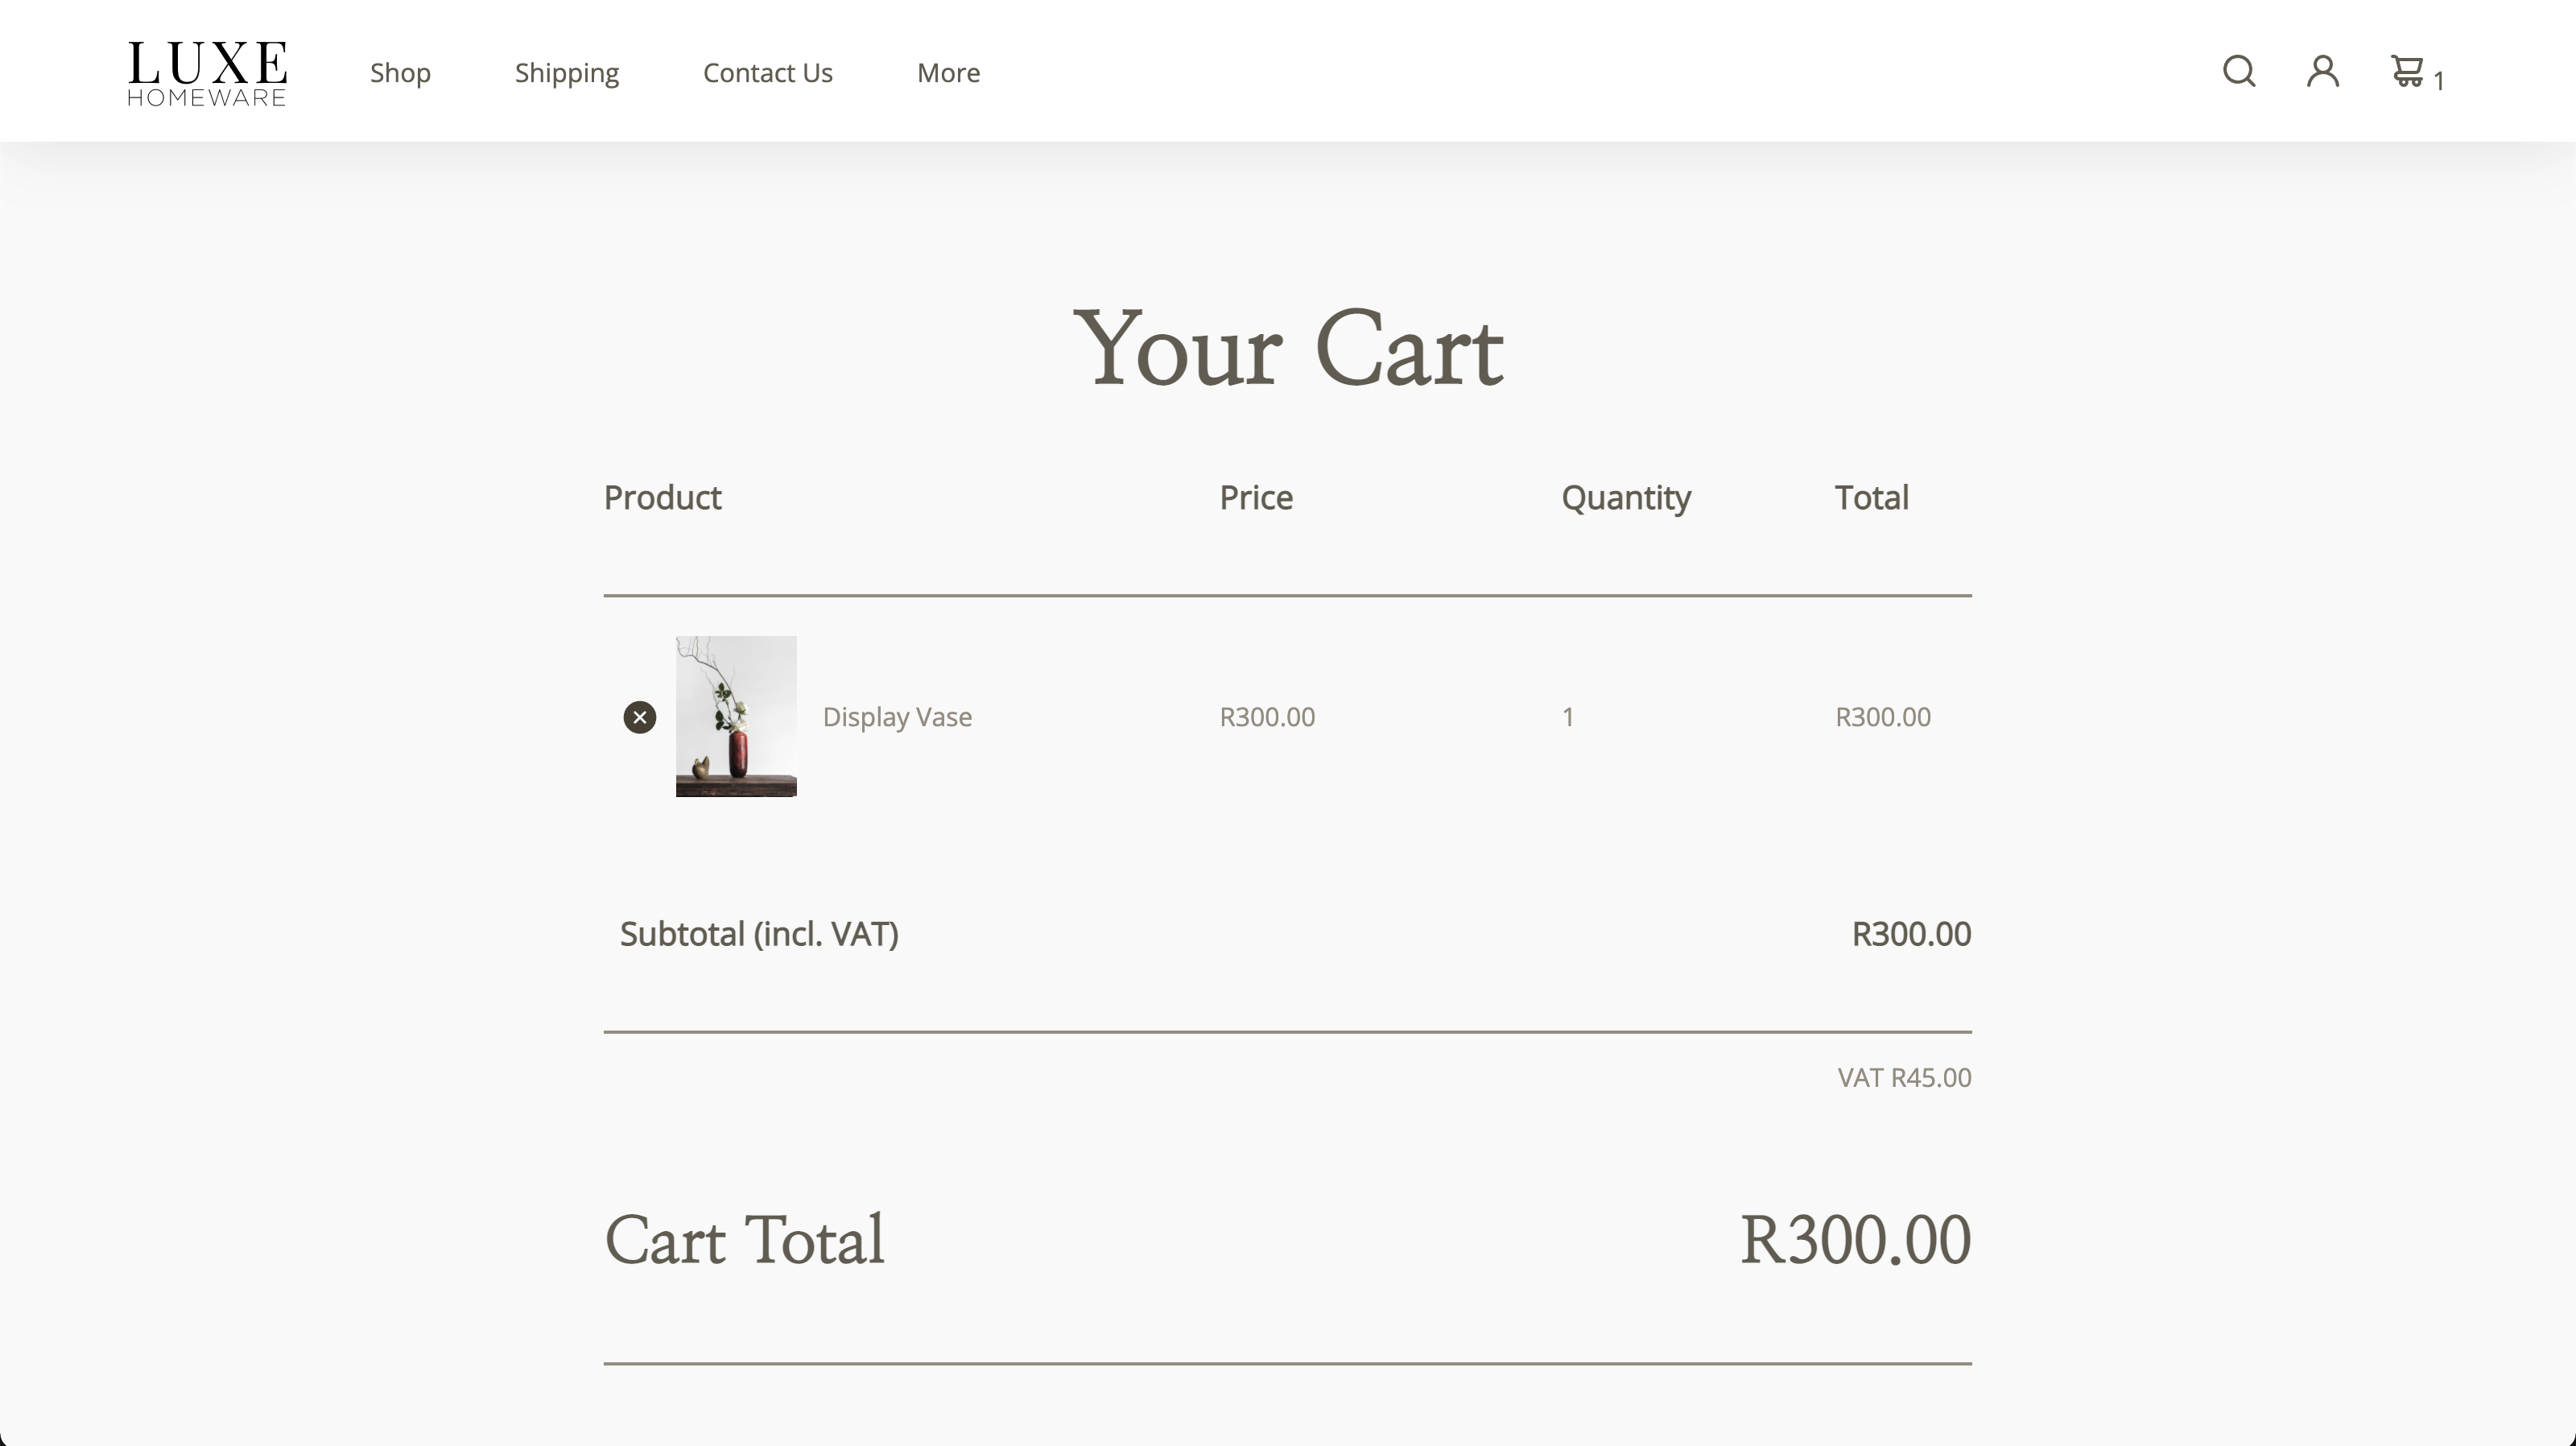 LUXE
HOMEWARE
Shop Shipping Contact Us More
1
Your Cart
Product Price Quantity Total
Display Vase R300.00 1 R300.00
Subtotal (incl. VAT) R300.00
VAT R45.00
Cart Total R300.00